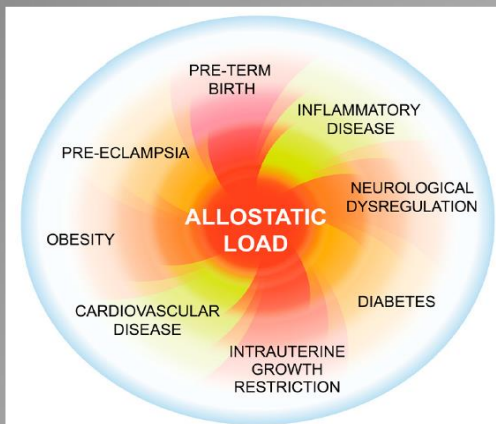 PRE-TERM
BIRTH
INFLAMMATORY
DISEASE
PRE-ECLAMPSIA
NEUROLOGICAL
DYSREGULATION
ALLOSTATIC
LOAD
OBESITY
DIABETES
CARDIOVASCULAR
DISEASE
INTRAUTERINE
GROWTH
RESTRICTION